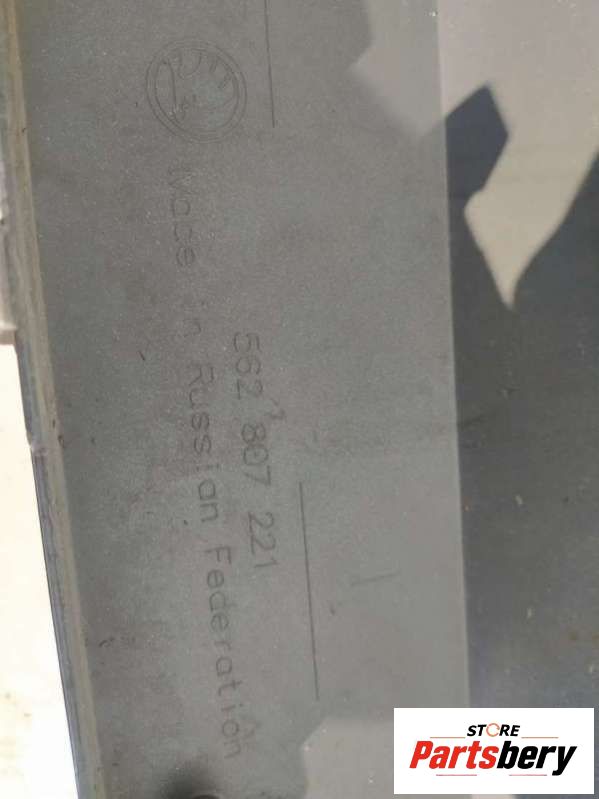 562 807 221
Made in Russian Federation
STORE
Partsbery